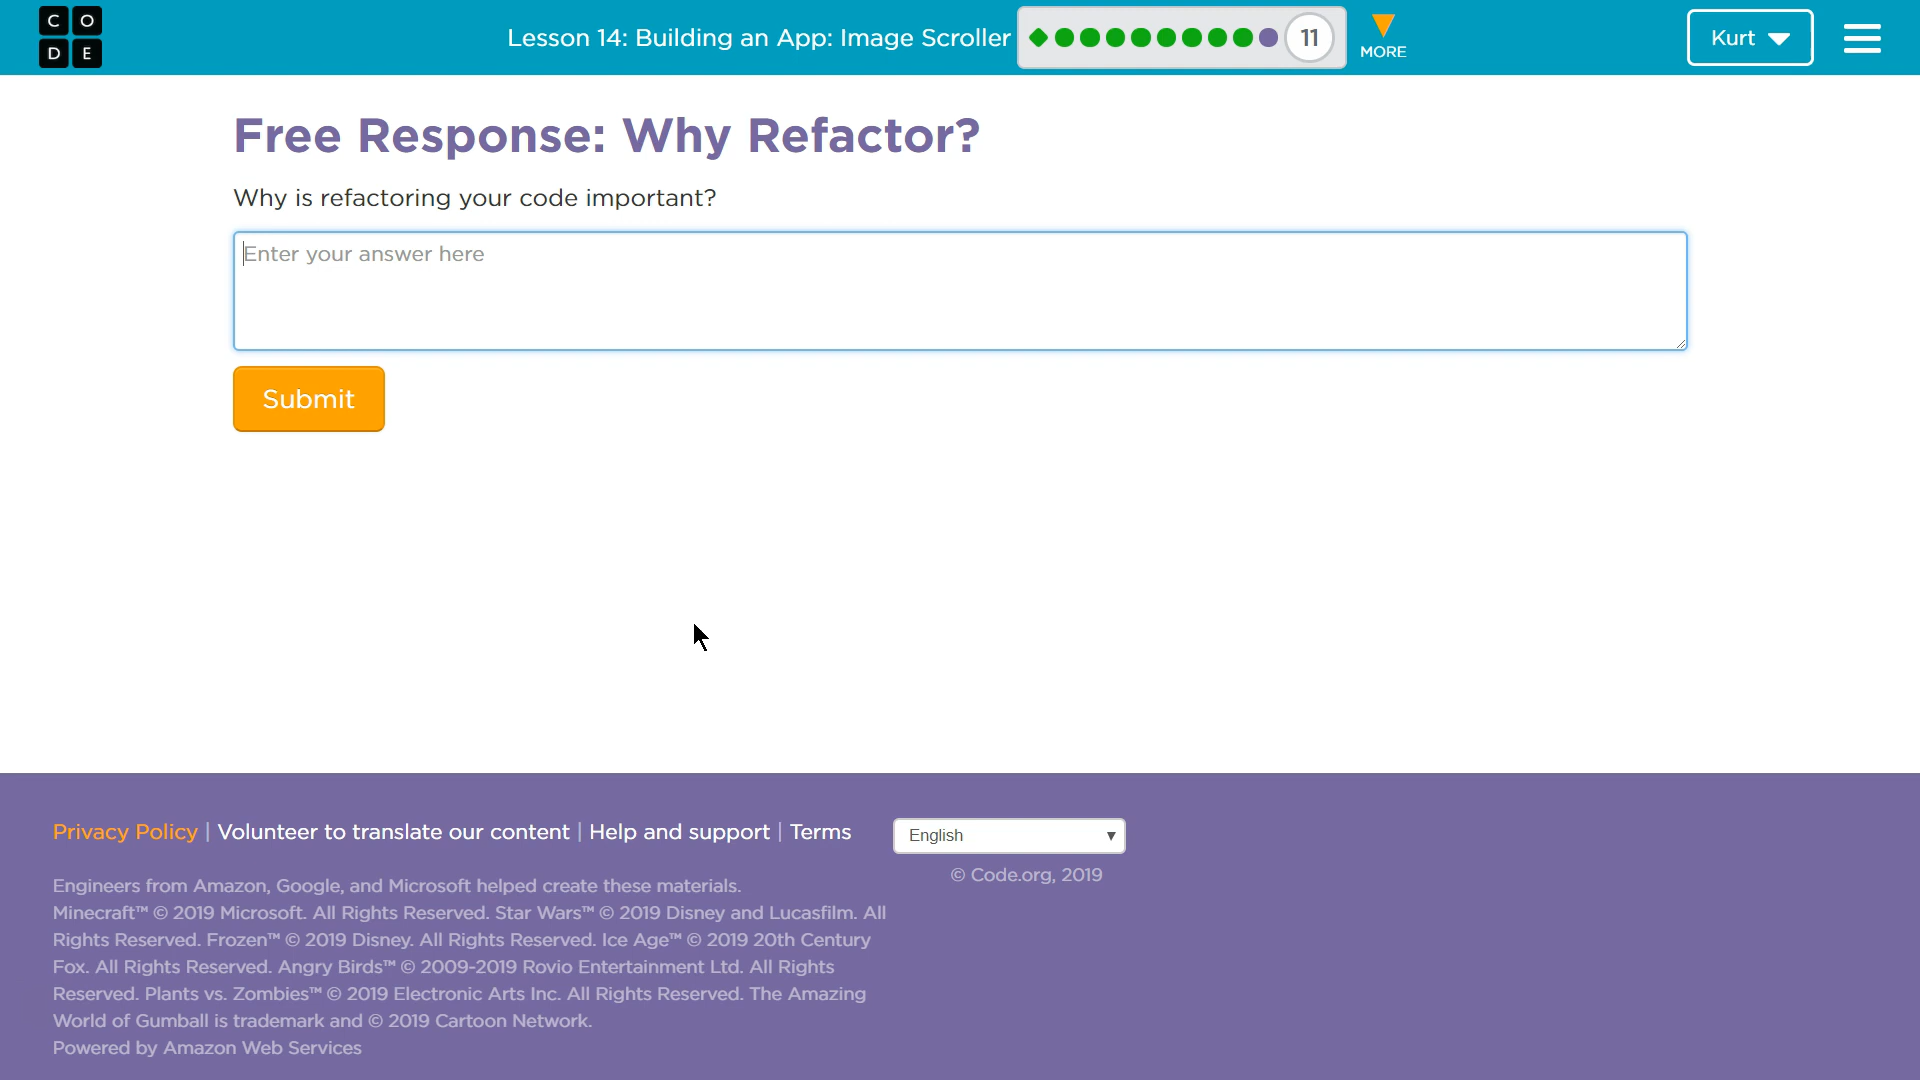 C O
D E
Lesson 14: Building an App: Image Scroller
11
MORE
Kurt
Free Response: Why Refactor?
Why is refactoring your code important?
Enter your answer here
Submit
Privacy Policy | Volunteer to translate our content | Help and support | Terms
English
© Code.org, 2019
Engineers from Amazon, Google, and Microsoft helped create these materials.
Minecraft™ © 2019 Microsoft. All Rights Reserved. Star Wars™ © 2019 Disney and Lucasfilm. All
Rights Reserved. Frozen™ © 2019 Disney. All Rights Reserved. Ice Age™ © 2019 20th Century
Fox. All Rights Reserved. Angry Birds™ © 2009-2019 Rovio Entertainment Ltd. All Rights
Reserved. Plants vs. Zombies™ © 2019 Electronic Arts Inc. All Rights Reserved. The Amazing
World of Gumball is trademark and © 2019 Cartoon Network.
Powered by Amazon Web Services